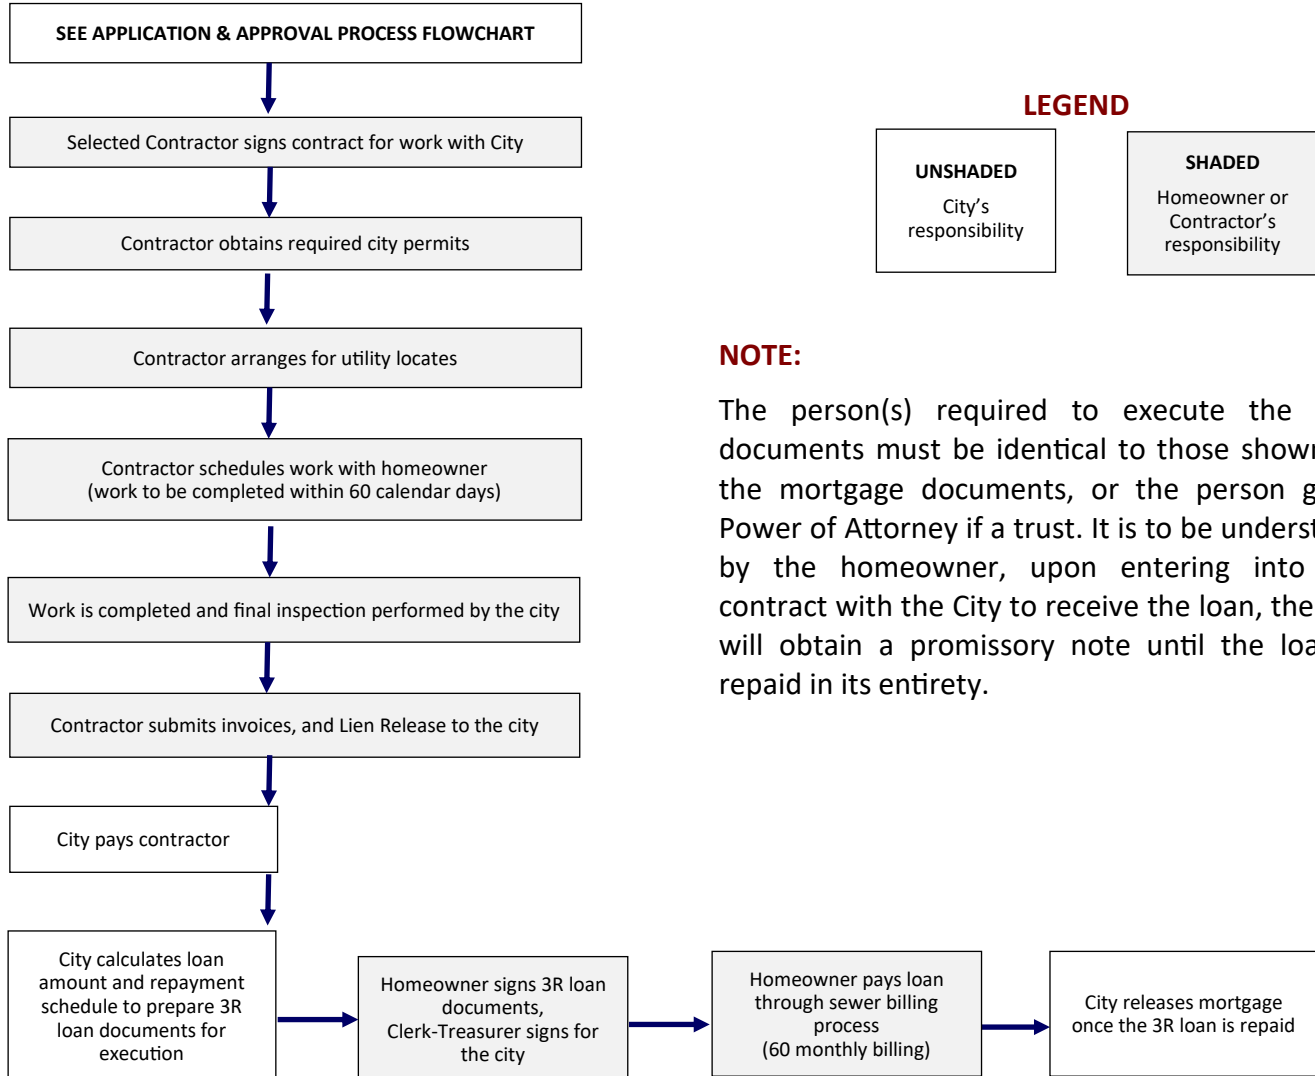 SEE APPLICATION & APPROVAL PROCESS FLOWCHART
Selected Contractor signs contract for work with City
Contractor obtains required city permits
Contractor arranges for utility locates
Contractor schedules work with homeowner
(work to be completed within 60 calendar days)
Work is completed and final inspection performed by the city
Contractor submits invoices, and Lien Release to the city
City pays contractor
City calculates loan
amount and repayment
schedule to prepare 3R
loan documents for
execution
Homeowner signs 3R loan
documents,
Clerk-Treasurer signs for
the city
Homeowner pays loan
through sewer billing
process
(60 monthly billing)
City releases mortgage
once the 3R loan is repaid
LEGEND
UNSHADED
City's
responsibility
SHADED
Homeowner or
Contractor's
responsibility
NOTE:
The person(s) required to execute the
documents must be identical to those shown
the mortgage documents, or the person
Power of Attorney if a trust. It is to be
by the homeowner, upon entering into
contract with the City to receive the loan, the
will obtain a promissory note until the
repaid in its entirety.